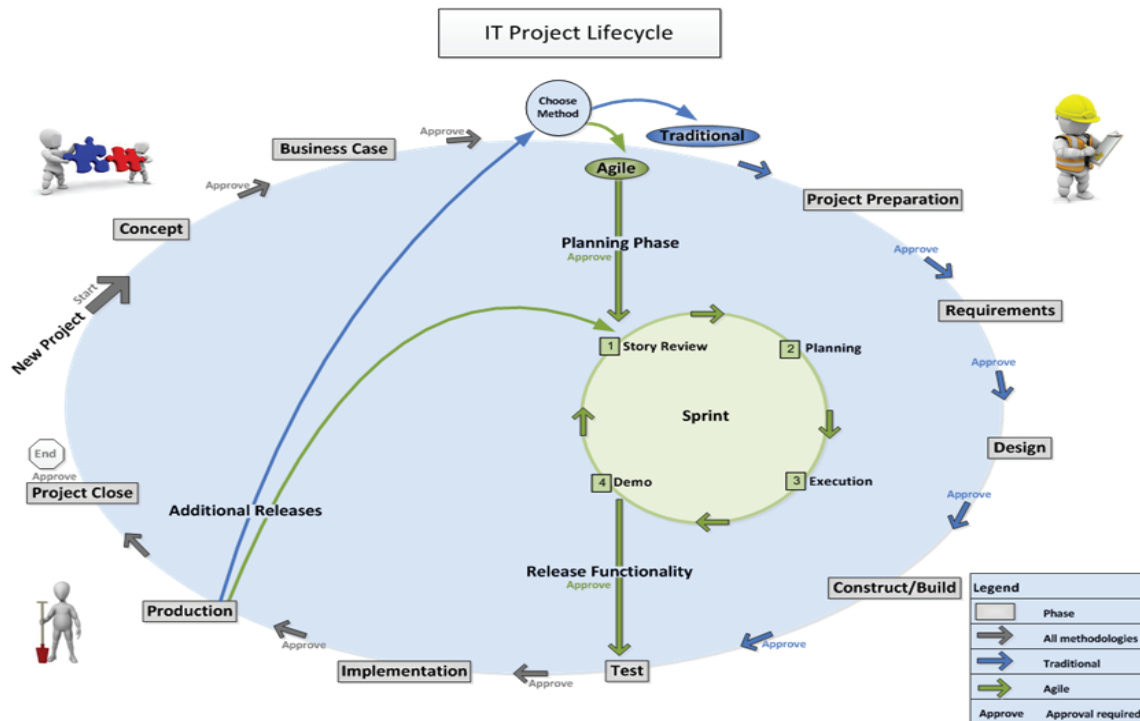 IT Project Lifecycle
Choose
Method
Traditional
Agile
Approve
Business Case
Approve
Concept
Start
New Project
Project Preparation
Approve
Requirements
Approve
Design
Approve
Construct/Build
Approve
Planning Phase
Approve
1 Story Review
2 Planning
Sprint
3 Execution
4 Demo
Release Functionality
Approve
Test
Approve
Implementation
Approve
Production
Additional Releases
Project Close
Approve
End
Legend
Phase
All methodologies
Traditional
Agile
Approve Approval required